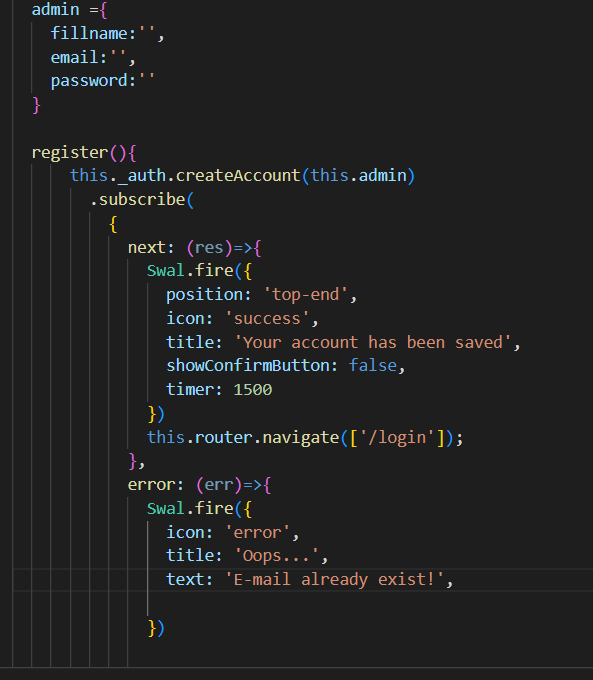 admin ={
fillname:'',
email:'',
password:''
}
register(){
this._auth.createAccount(this.admin)
.subscribe(
{
next: (res)=>{
Swal.fire({
position: 'top-end',
icon: 'success',
title: 'Your account has been saved',
showConfirmButton: false,
timer: 1500
})
this.router.navigate(['/login']);
},
error: (err)=>{
Swal.fire({
icon: 'error',
title: 'Oops...',
text: 'E-mail already exist!',
})